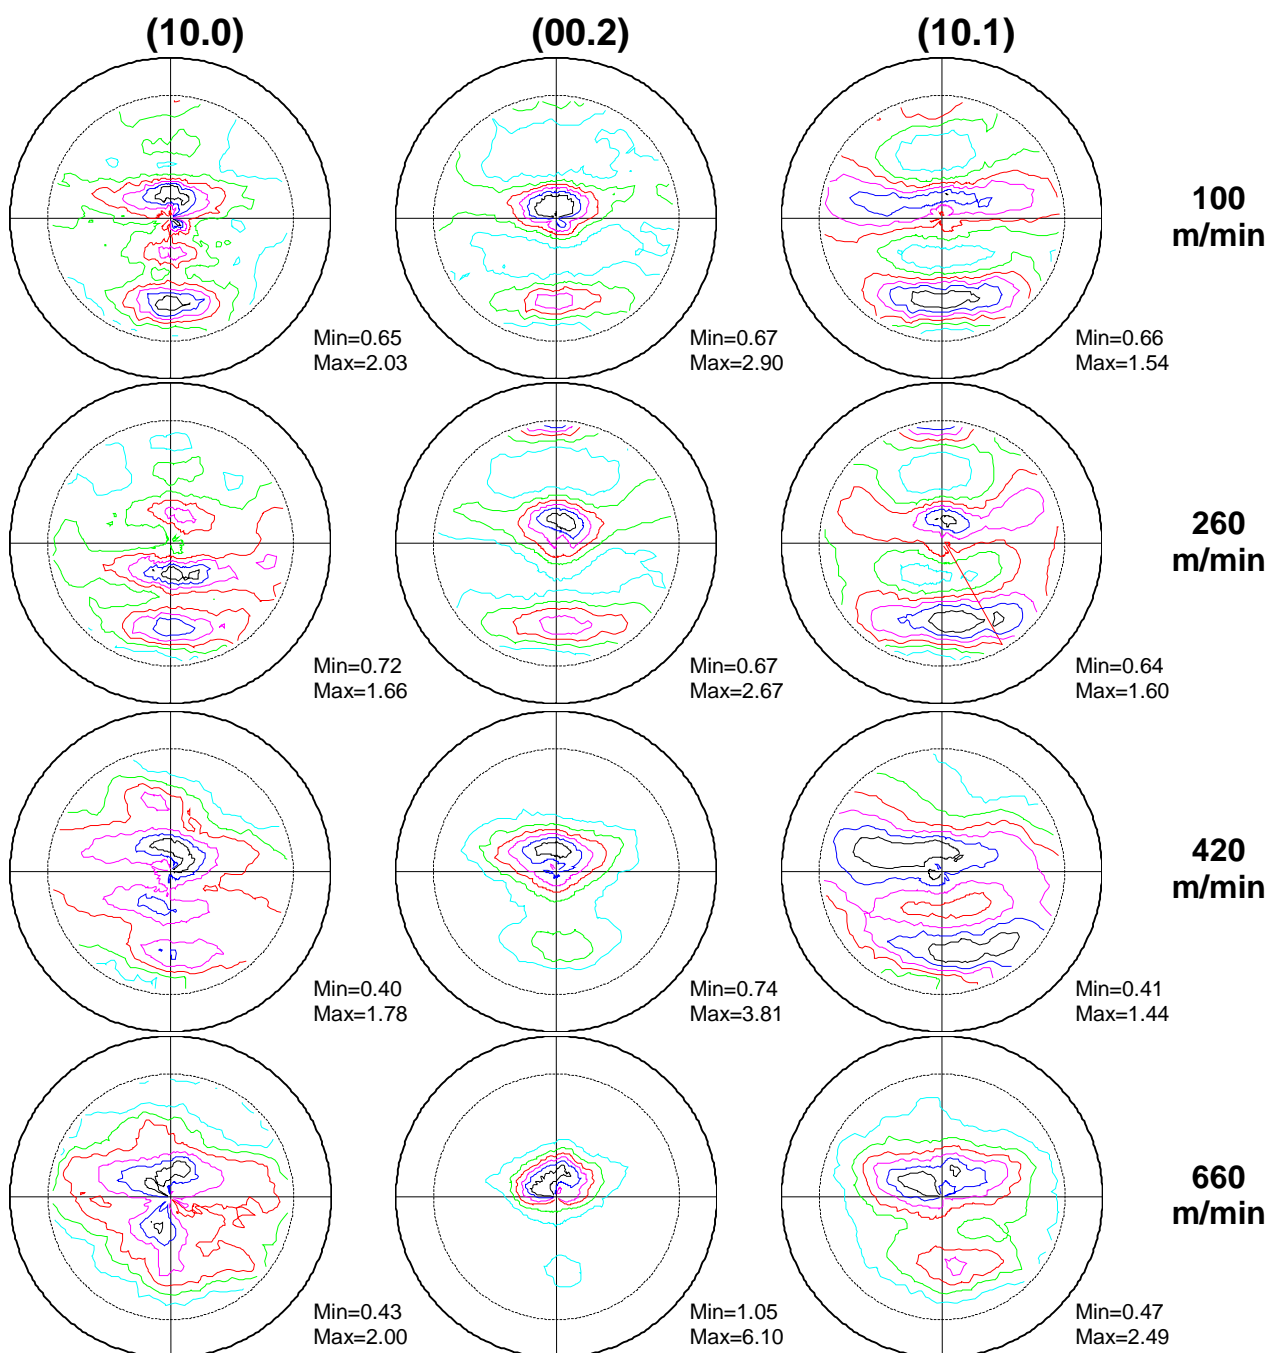 (10.0) (00.2) (10.1)
100
m/min
Min=0.65
Max=2.03
Min=0.67
Max=2.90
Min=0.66
Max=1.54
260
m/min
Min=0.72
Max=1.66
Min=0.67
Max=2.67
Min=0.64
Max=1.60
420
m/min
Min=0.40
Max=1.78
Min=0.74
Max=3.81
Min=0.41
Max=1.44
660
m/min
Min=0.43
Max=2.00
Min=1.05
Max=6.10
Min=0.47
Max=2.49